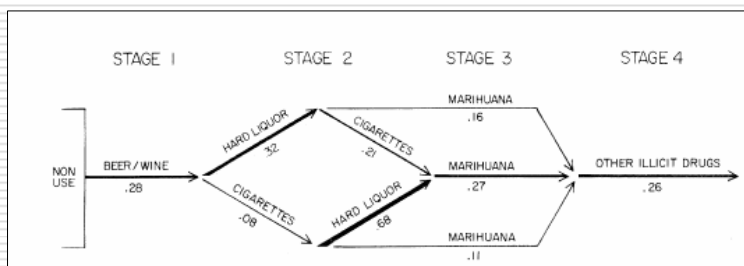 STAGE 1
STAGE 2
STAGE 3
STAGE 4
NON
USE
BEER/WINE
.28
HARD LIQUOR
.32
CIGARETTES
.08
CIGARETTES
.21
HARD LIQUOR
.68
MARIHUANA
.16
MARIHUANA
.27
MARIHUANA
.11
OTHER ILLICIT DRUGS
.26